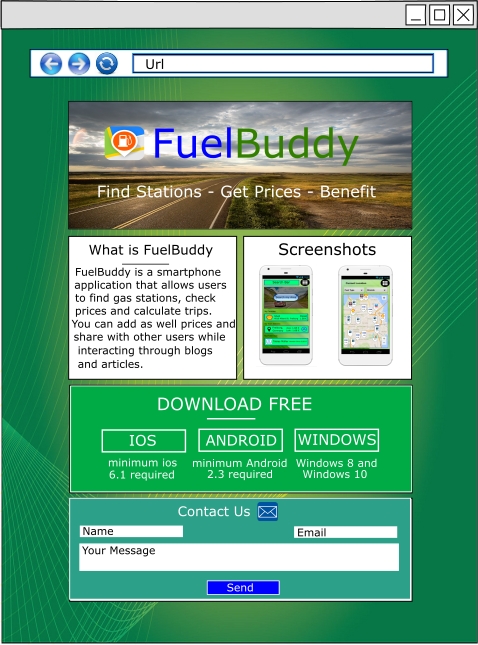 Url
FuelBuddy
Find Stations - Get Prices - Benefit
What is FuelBuddy
FuelBuddy is a smartphone
application that allows users
to find gas stations, check
prices and calculate trips.
You can add as well prices and
share with other users while
interacting through blogs
and articles.
Screenshots
DOWNLOAD FREE
IOS
minimum ios
6.1 required
ANDROID
minimum Android
2.3 required
WINDOWS
Windows 8 and
Windows 10
Contact Us
Name
Email
Your Message
Send